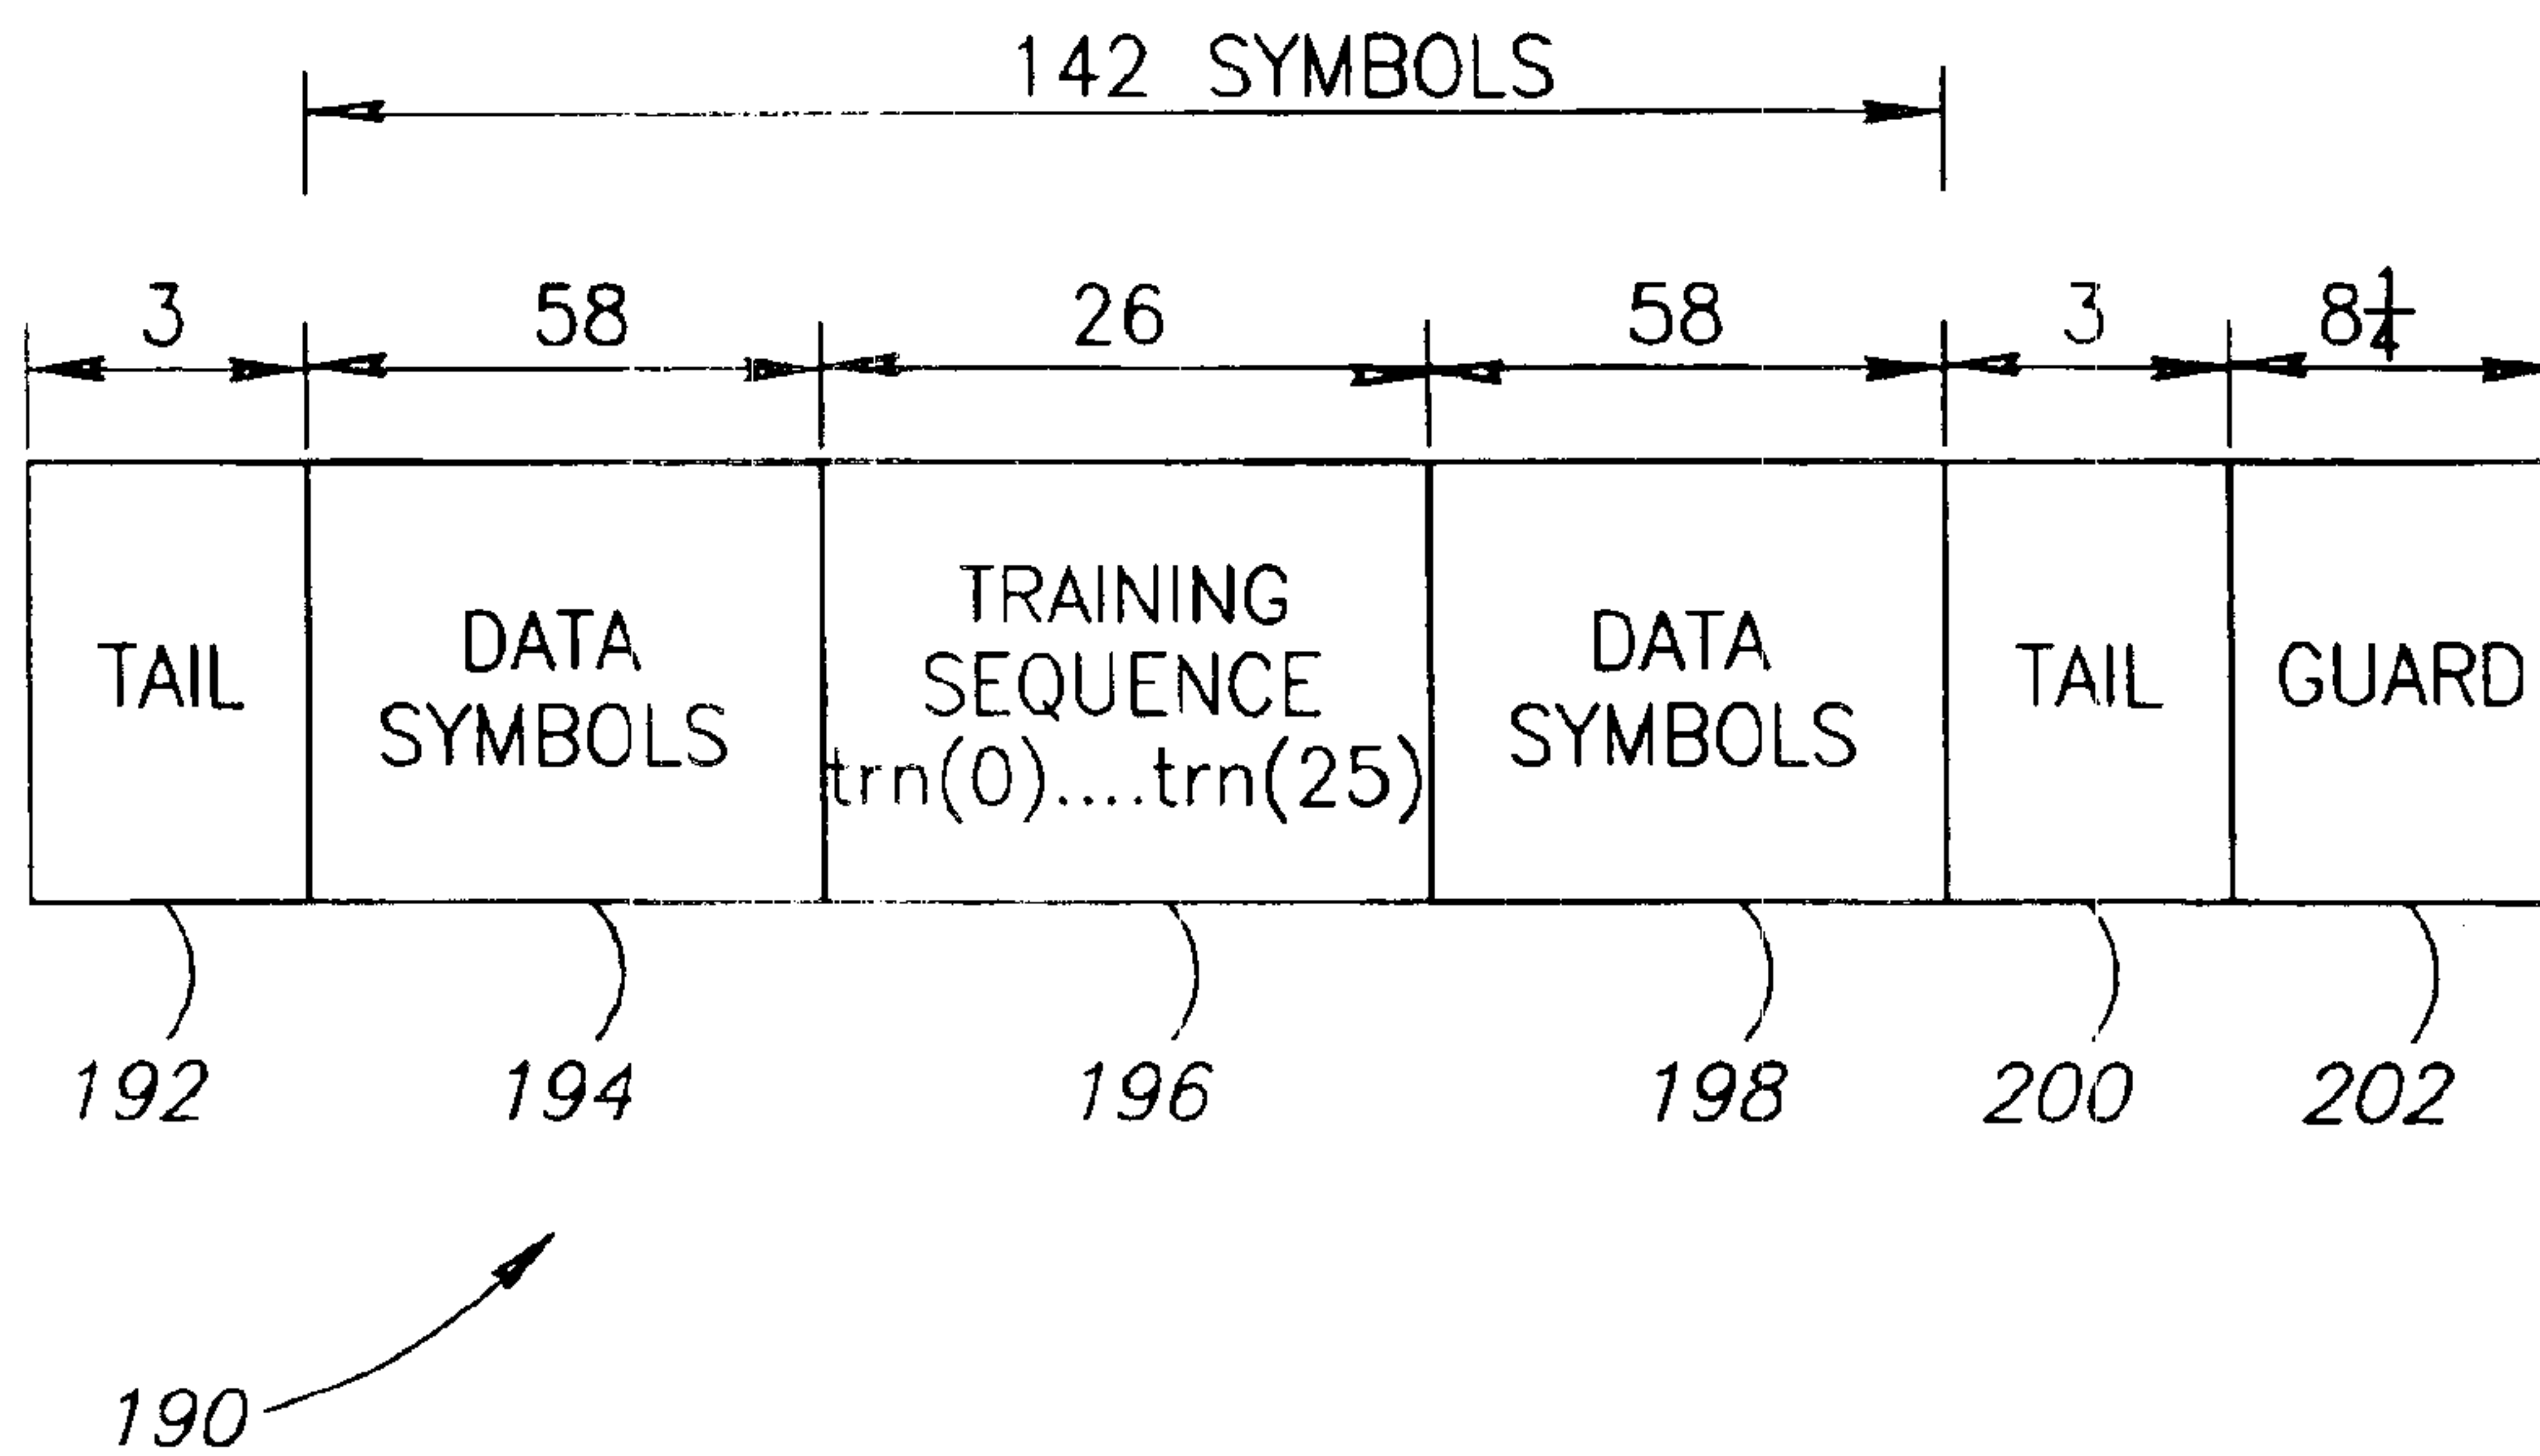 142 SYMBOLS
3 58 26 58 3 8¼
TAIL
DATA
SYMBOLS
TRAINING
SEQUENCE
trn(0)....trn(25)
DATA
SYMBOLS
TAIL
GUARD
192 194 196 198 200 202
190